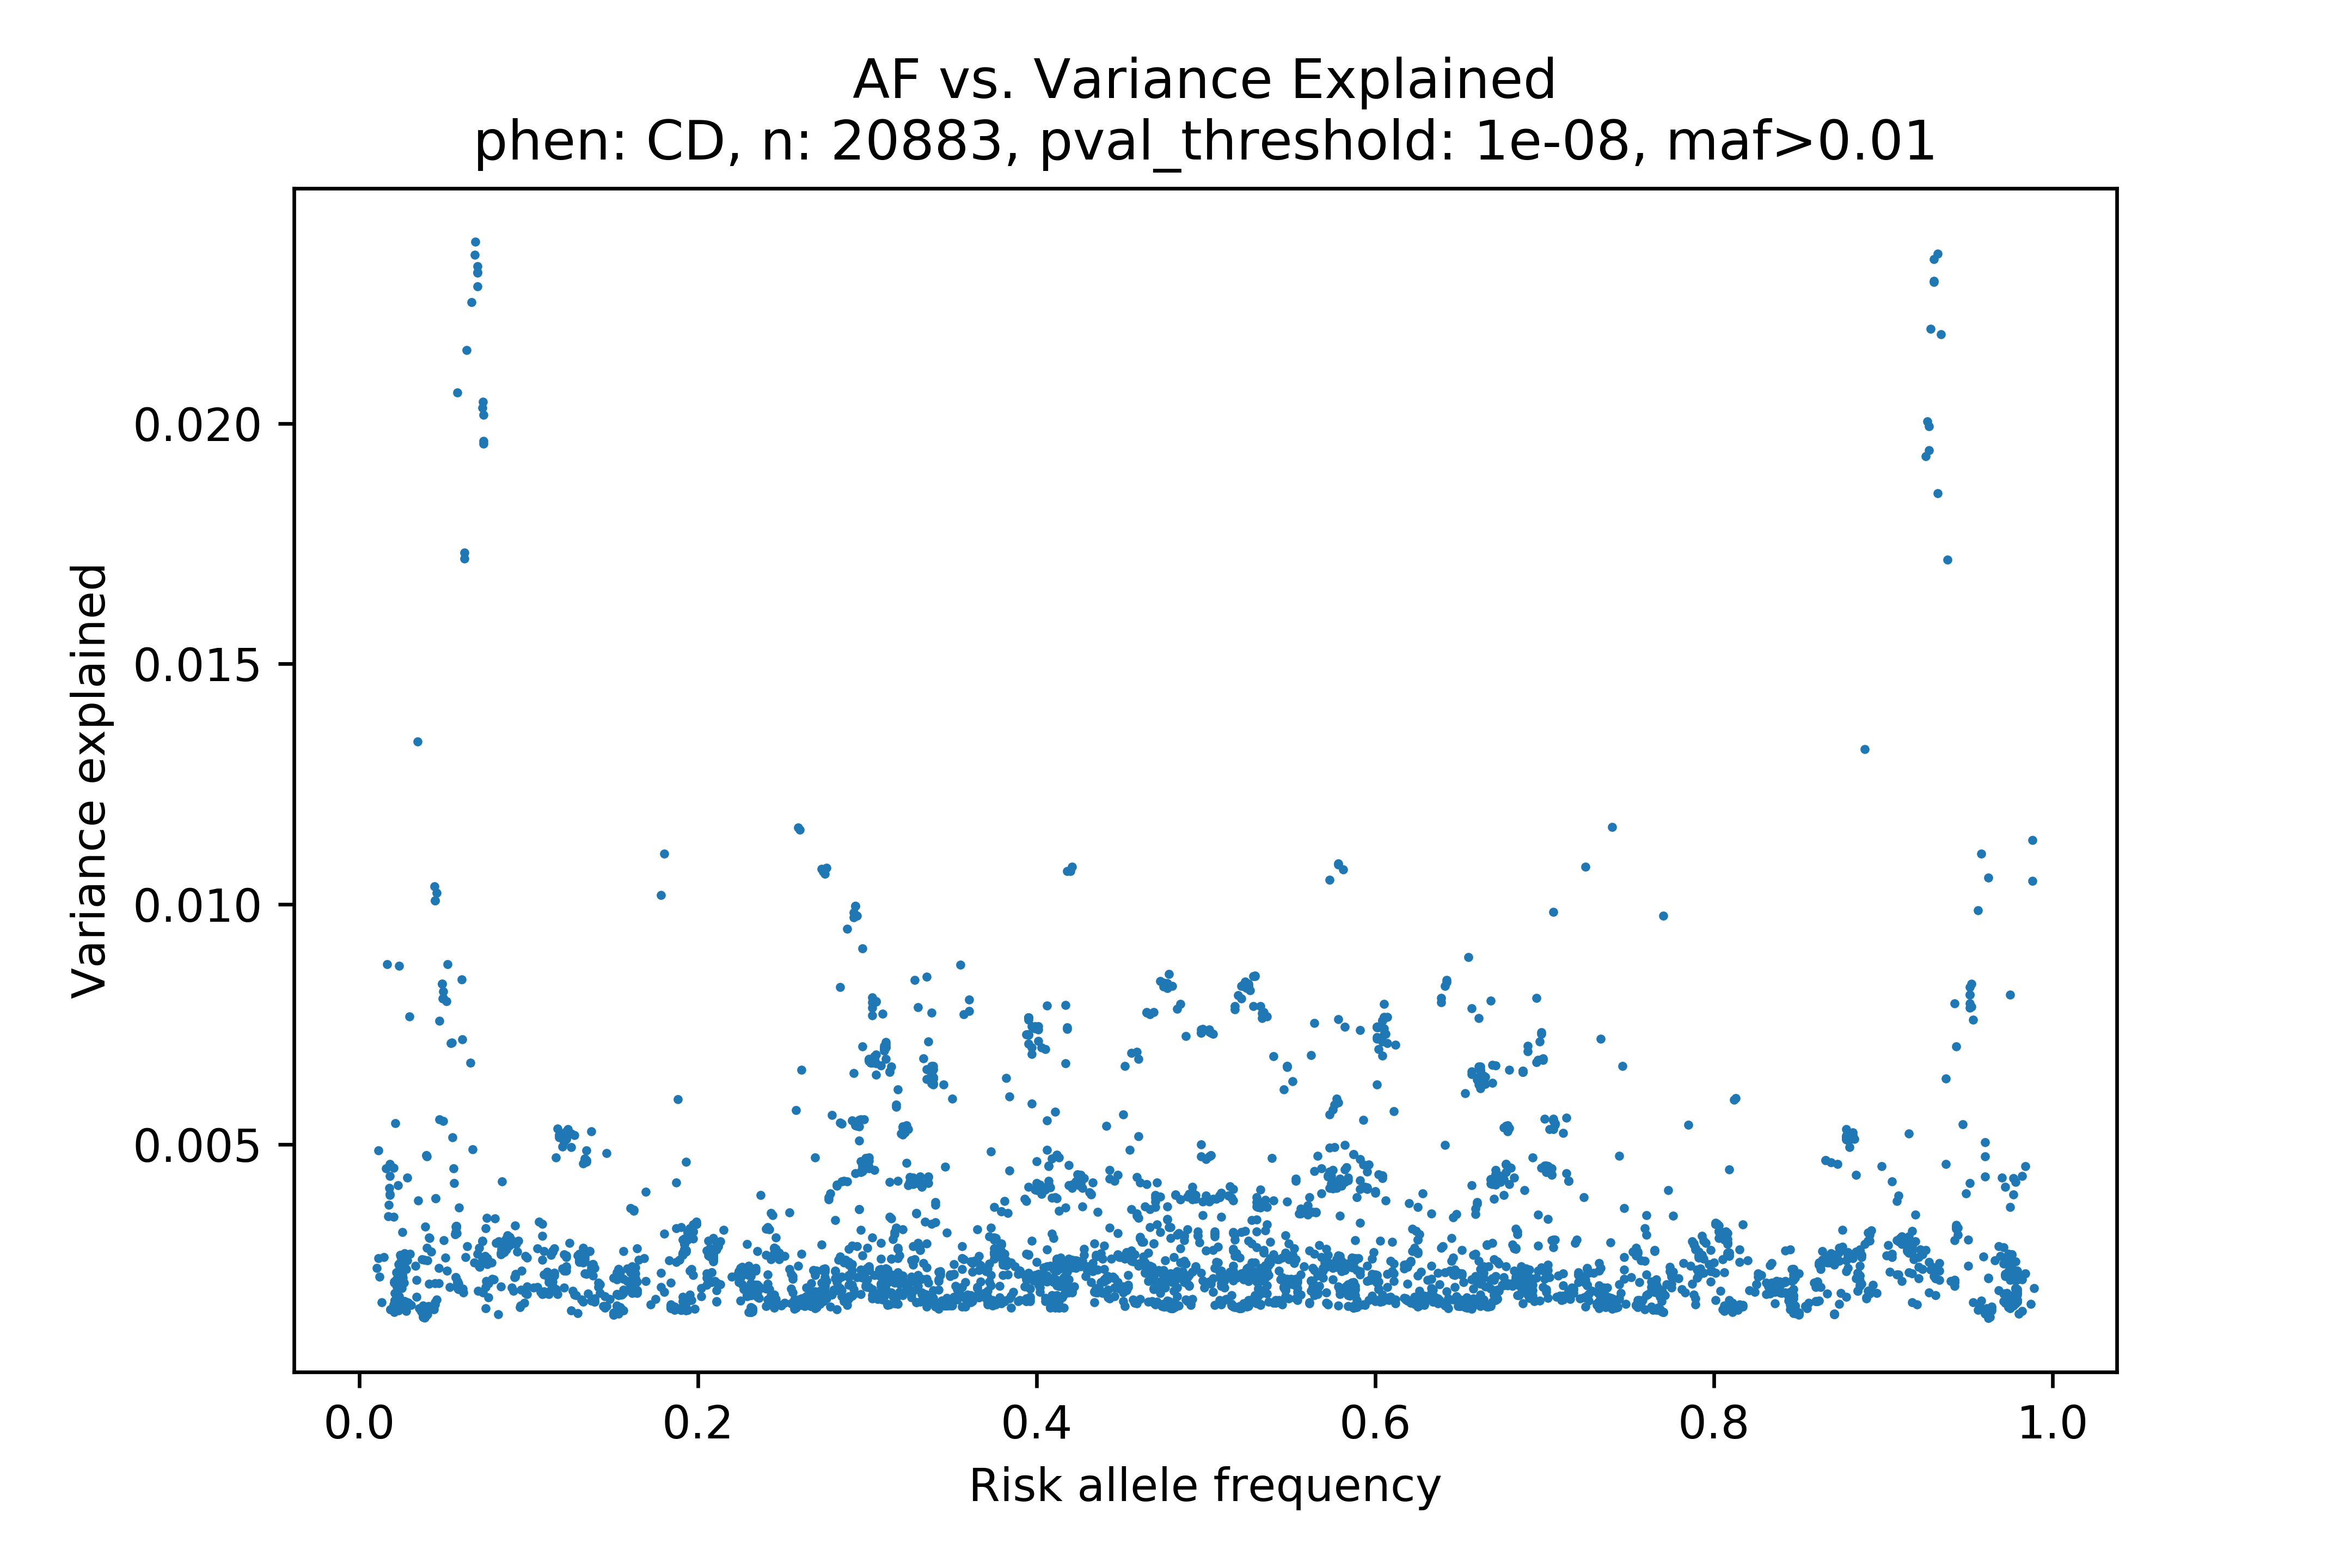 AF vs. Variance Explained
phen: CD, n: 20883, pval_threshold: 1e-08, maf>0.01
Variance explained
0.020
0.015
0.010
0.005
0.0 0.2 0.4 0.6 0.8 1.0
Risk allele frequency